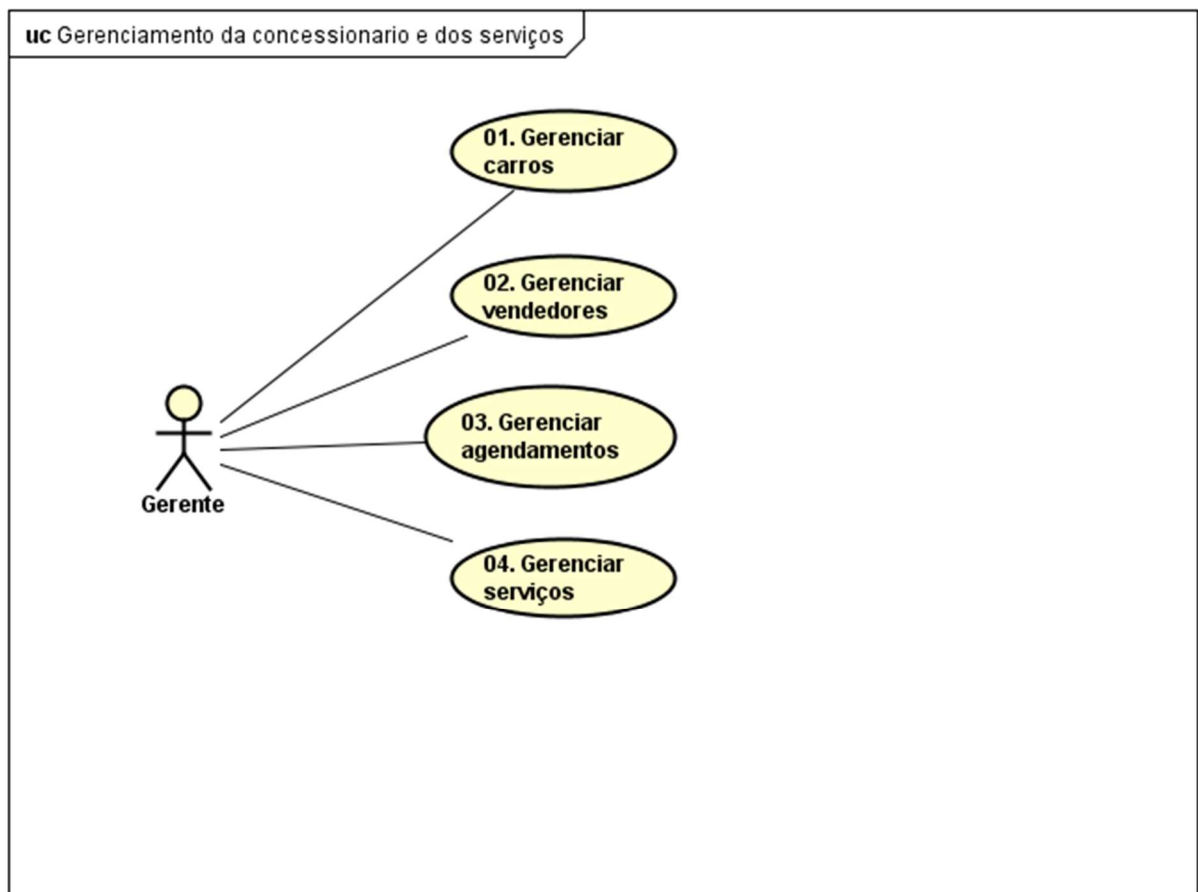 uc Gerenciamento da concessionario e dos serviços
01. Gerenciar
carros
02. Gerenciar
vendedores
03. Gerenciar
agendamentos
Gerente
04. Gerenciar
serviços